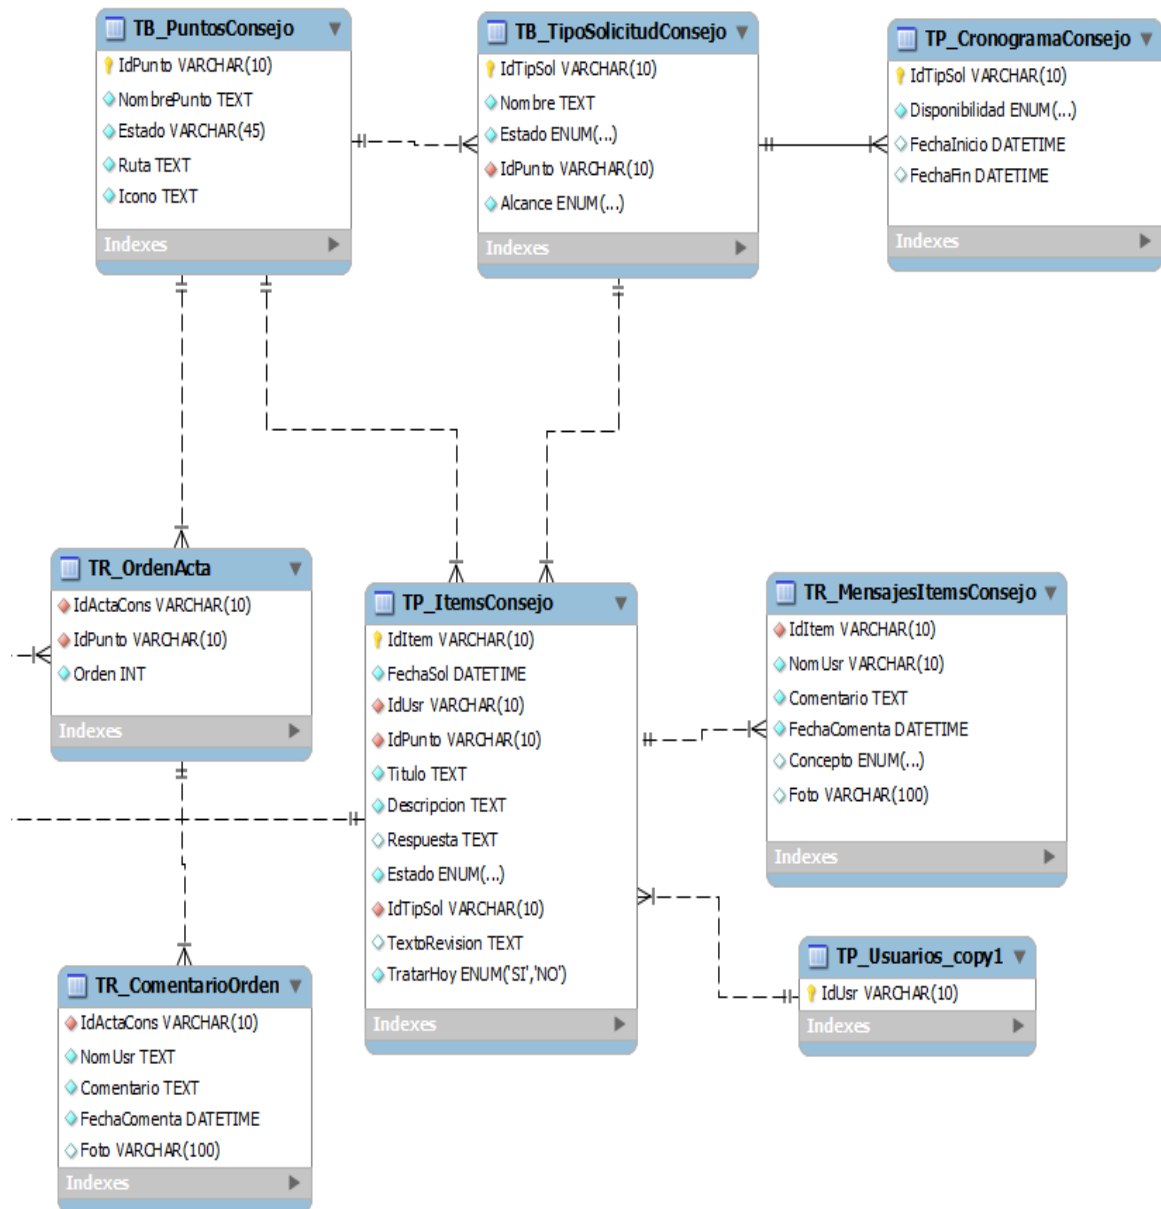 TB_PuntosConsejo
IdPunto VARCHAR(10)
NombrePunto TEXT
Estado VARCHAR(45)
Ruta TEXT
Icono TEXT
Indexes
TB_TipoSolicitudConsejo
IdTipSol VARCHAR(10)
Nombre TEXT
Estado ENUM(...)
IdPunto VARCHAR(10)
Alcance ENUM(...)
Indexes
TP_CronogramaConsejo
IdTipSol VARCHAR(10)
Disponibilidad ENUM(...)
FechaInicio DATETIME
FechaFin DATETIME
Indexes
TR_OrdenActa
IdActaCons VARCHAR(10)
IdPunto VARCHAR(10)
Orden INT
Indexes
TP_ItemsConsejo
IdItem VARCHAR(10)
FechaSol DATETIME
IdUsr VARCHAR(10)
IdPunto VARCHAR(10)
Titulo TEXT
Descripcion TEXT
Respuesta TEXT
Estado ENUM(...)
IdTipSol VARCHAR(10)
TextoRevision TEXT
TratarHoy ENUM('SI','NO')
Indexes
TR_MensajesItemsConsejo
IdItem VARCHAR(10)
NomUsr VARCHAR(10)
Comentario TEXT
FechaComenta DATETIME
Concepto ENUM(...)
Foto VARCHAR(100)
Indexes
TR_ComentarioOrden
IdActaCons VARCHAR(10)
NomUsr TEXT
Comentario TEXT
FechaComenta DATETIME
Foto VARCHAR(100)
Indexes
TP_Usuarios_copy1
IdUsr VARCHAR(10)
Indexes